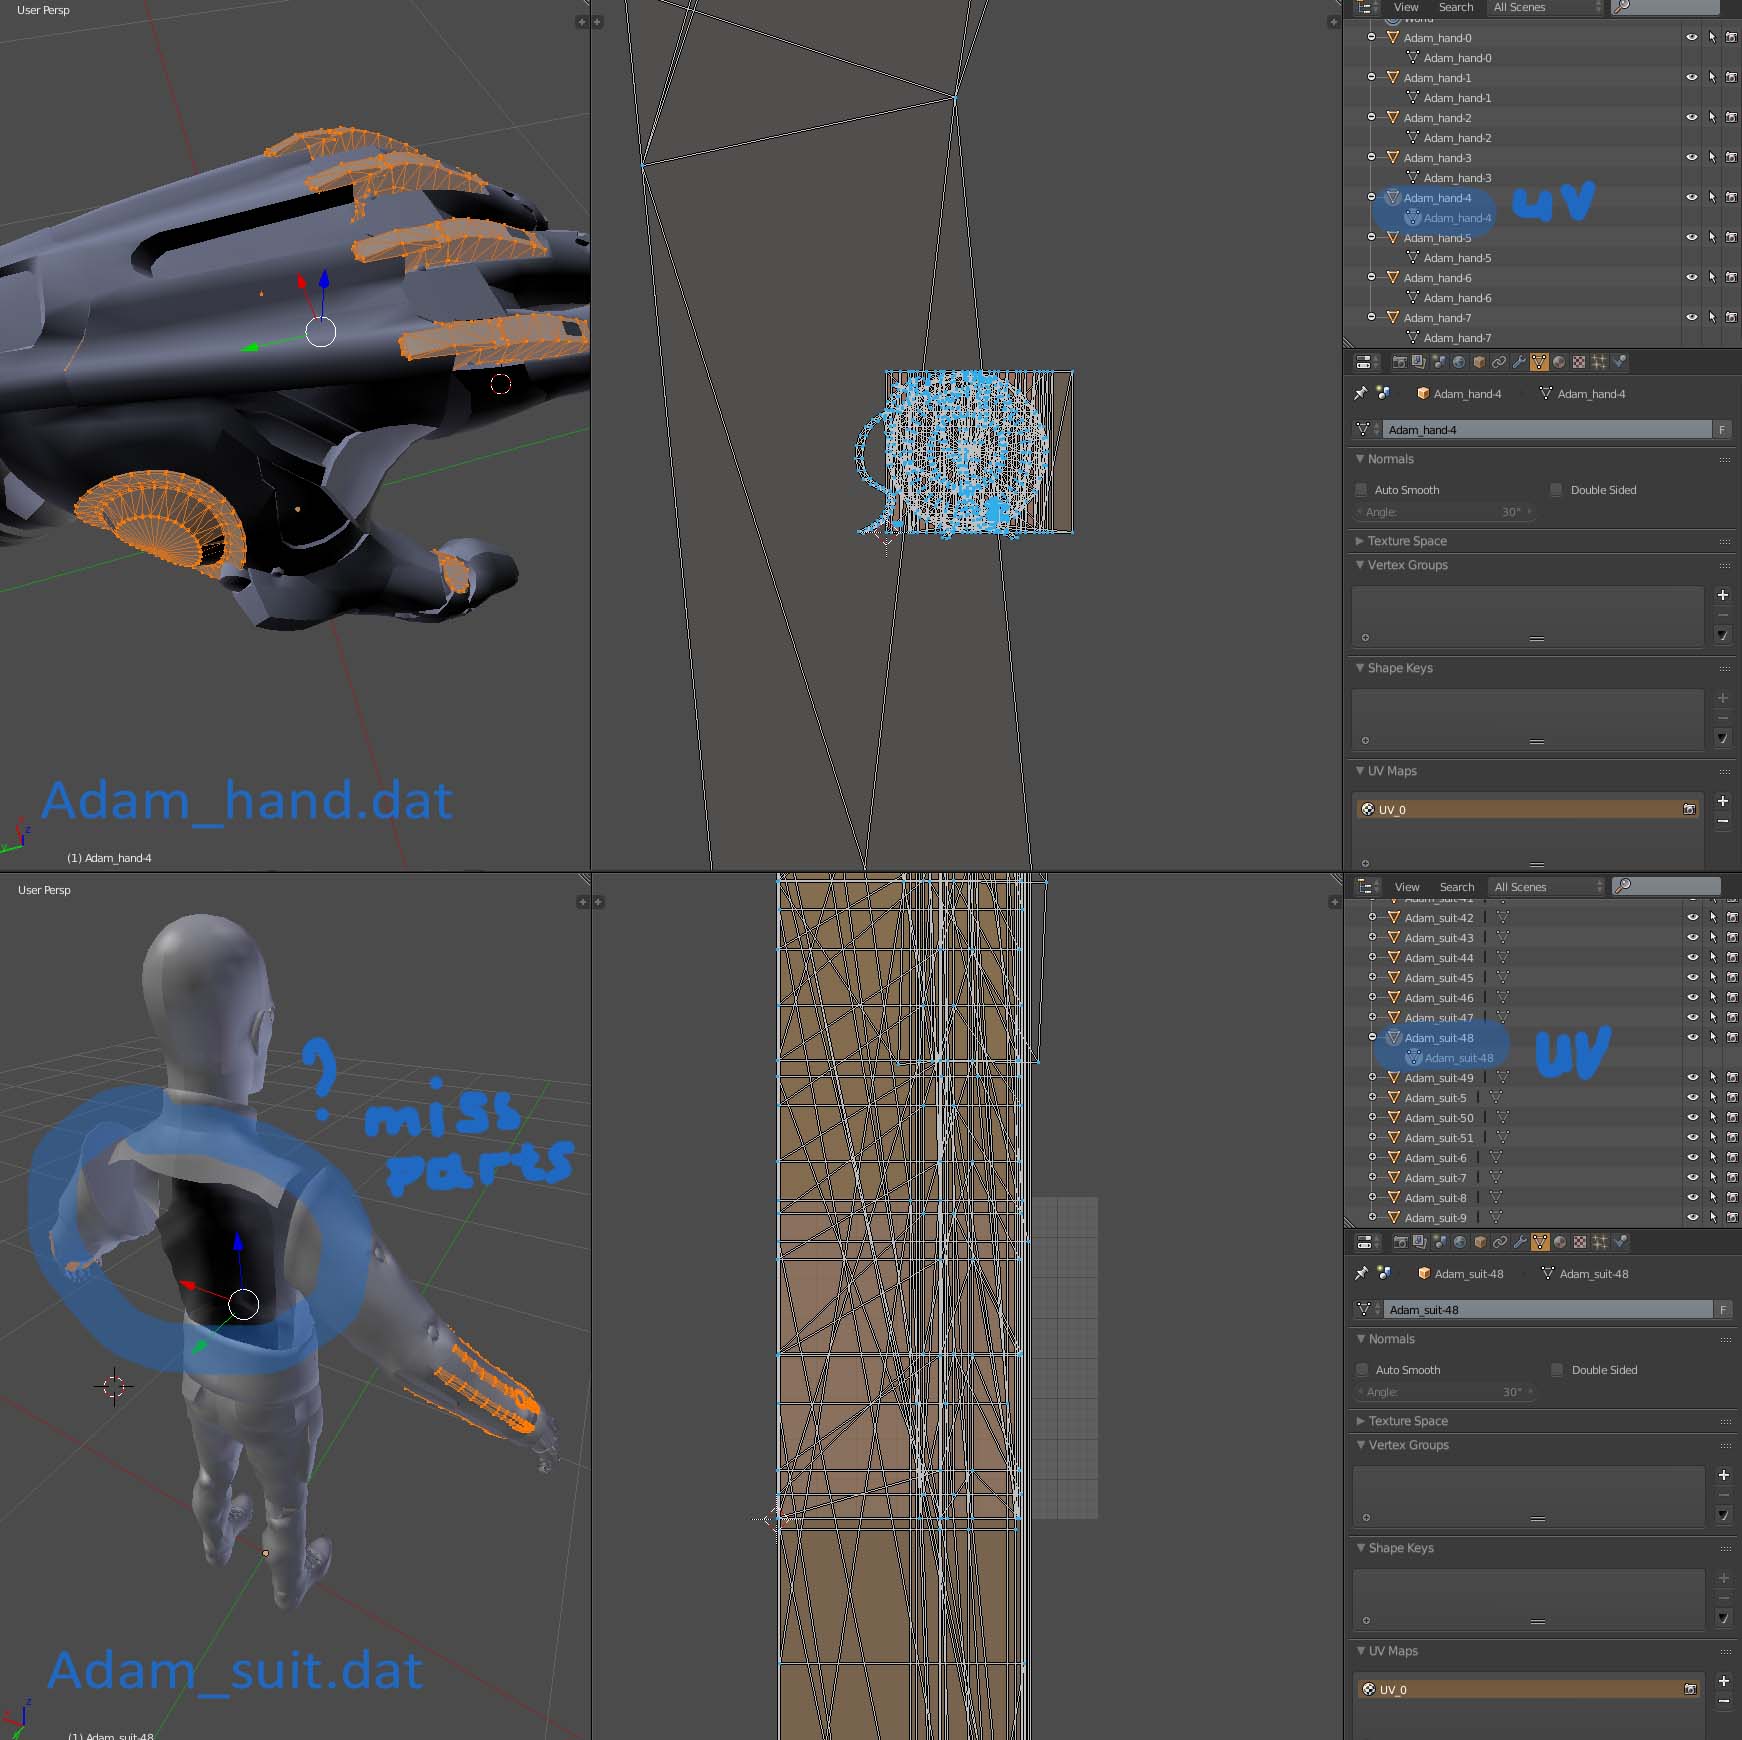 User Persp
View Search All Scenes
World
Adam_hand-0
Adam_hand-0
Adam_hand-1
Adam_hand-1
Adam_hand-2
Adam_hand-2
Adam_hand-3
Adam_hand-3
Adam_hand-4 uv
Adam_hand-4
Adam_hand-5
Adam_hand-5
Adam_hand-6
Adam_hand-6
Adam_hand-7
Adam_hand-7
Adam_hand-4 Adam_hand-4
Adam_hand-4 F
Normals
Auto Smooth Double Sided
Angle: 30°
Texture Space
Vertex Groups
Shape Keys
UV Maps
UV_0
Adam_hand.dat
z
y
(1) Adam_hand-4
User Persp
View Search All Scenes
Adam_suit-41
Adam_suit-42
Adam_suit-43
Adam_suit-44
Adam_suit-45
Adam_suit-46
Adam_suit-47
Adam_suit-48 uv
Adam_suit-48
Adam_suit-49
Adam_suit-5
Adam_suit-50
Adam_suit-51
Adam_suit-6
Adam_suit-7
Adam_suit-8
Adam_suit-9
? miss
parts
Adam_suit-48 Adam_suit-48
Adam_suit-48 F
Normals
Auto Smooth Double Sided
Angle: 30°
Texture Space
Vertex Groups
Shape Keys
UV Maps
UV_0
Adam_suit.dat
z
(1) Adam_suit-48